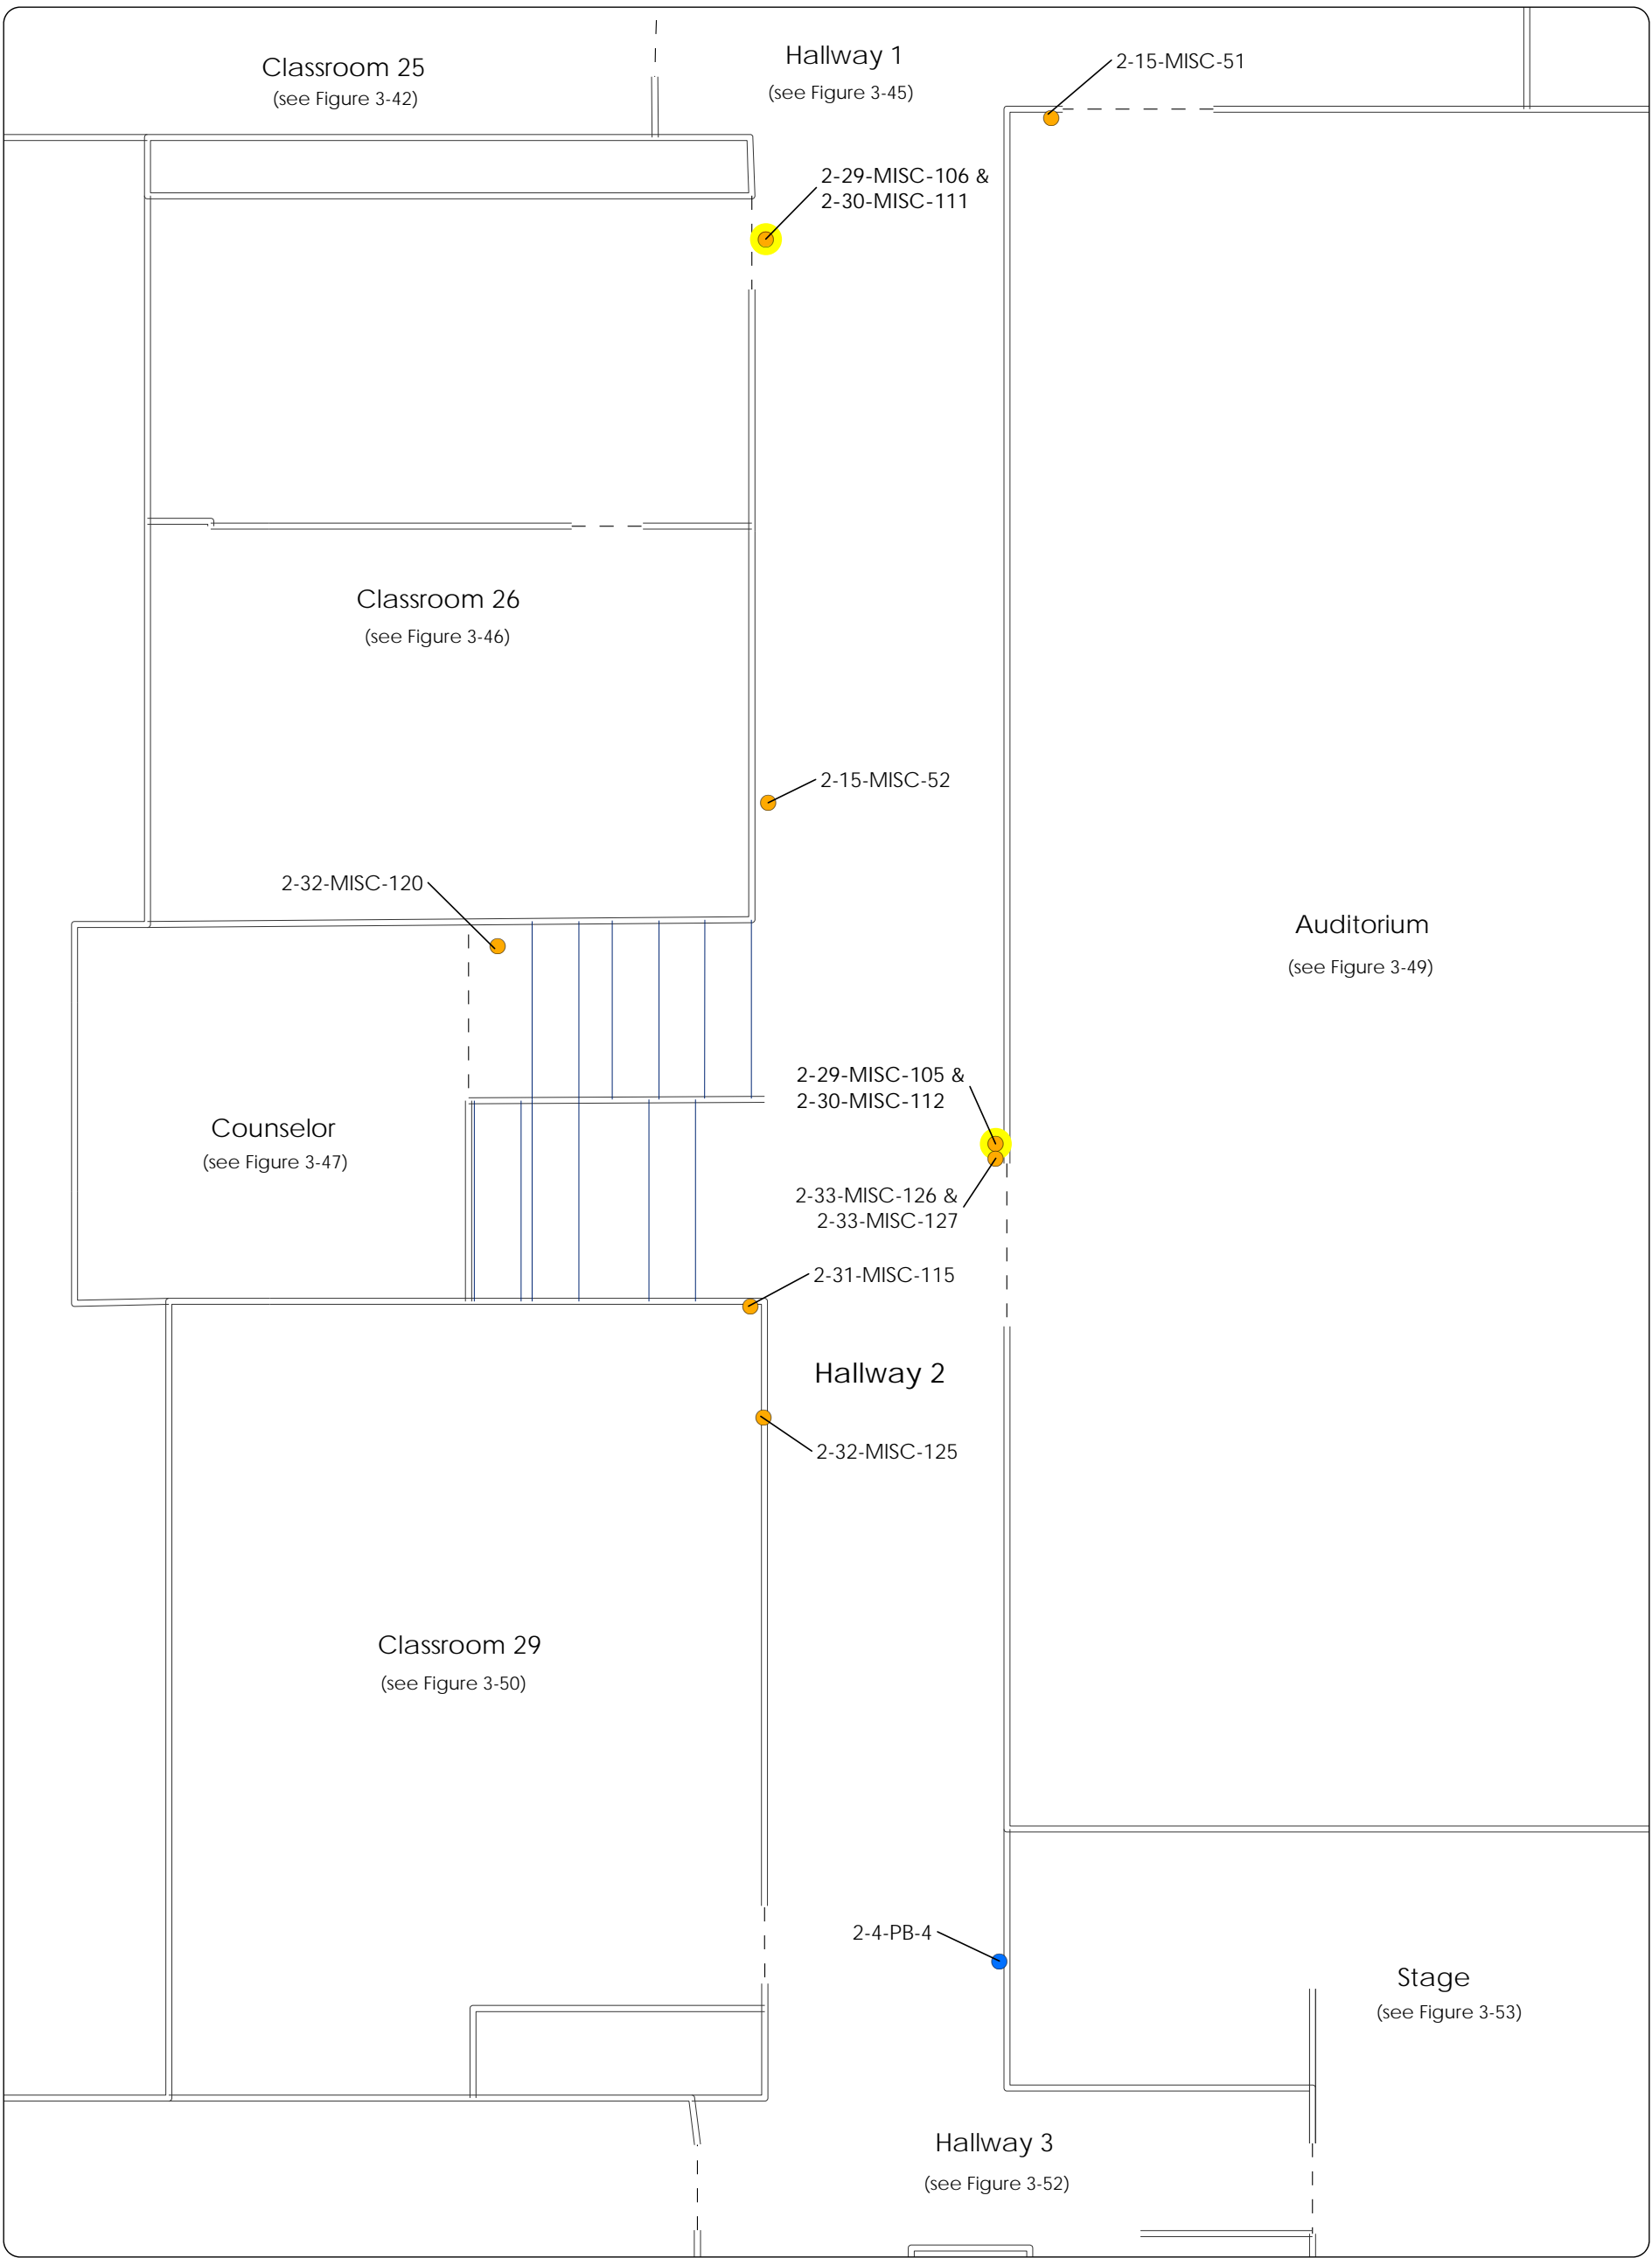 Classroom 25
(see Figure 3-42)
Hallway 1
(see Figure 3-45)
2-15-MISC-51
2-29-MISC-106 &
2-30-MISC-111
Classroom 26
(see Figure 3-46)
2-15-MISC-52
2-32-MISC-120
Auditorium
(see Figure 3-49)
2-29-MISC-105 &
2-30-MISC-112
Counselor
(see Figure 3-47)
2-33-MISC-126 &
2-33-MISC-127
2-31-MISC-115
Hallway 2
2-32-MISC-125
Classroom 29
(see Figure 3-50)
2-4-PB-4
Stage
(see Figure 3-53)
Hallway 3
(see Figure 3-52)